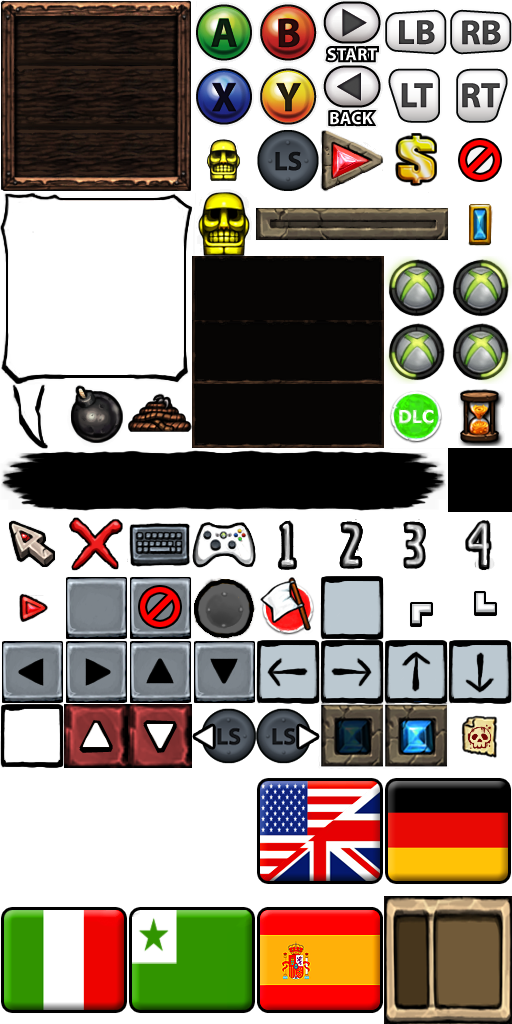 A B START LB RB
X Y BACK LT RT
LS $
DLC
1 2 3 4
LS LS